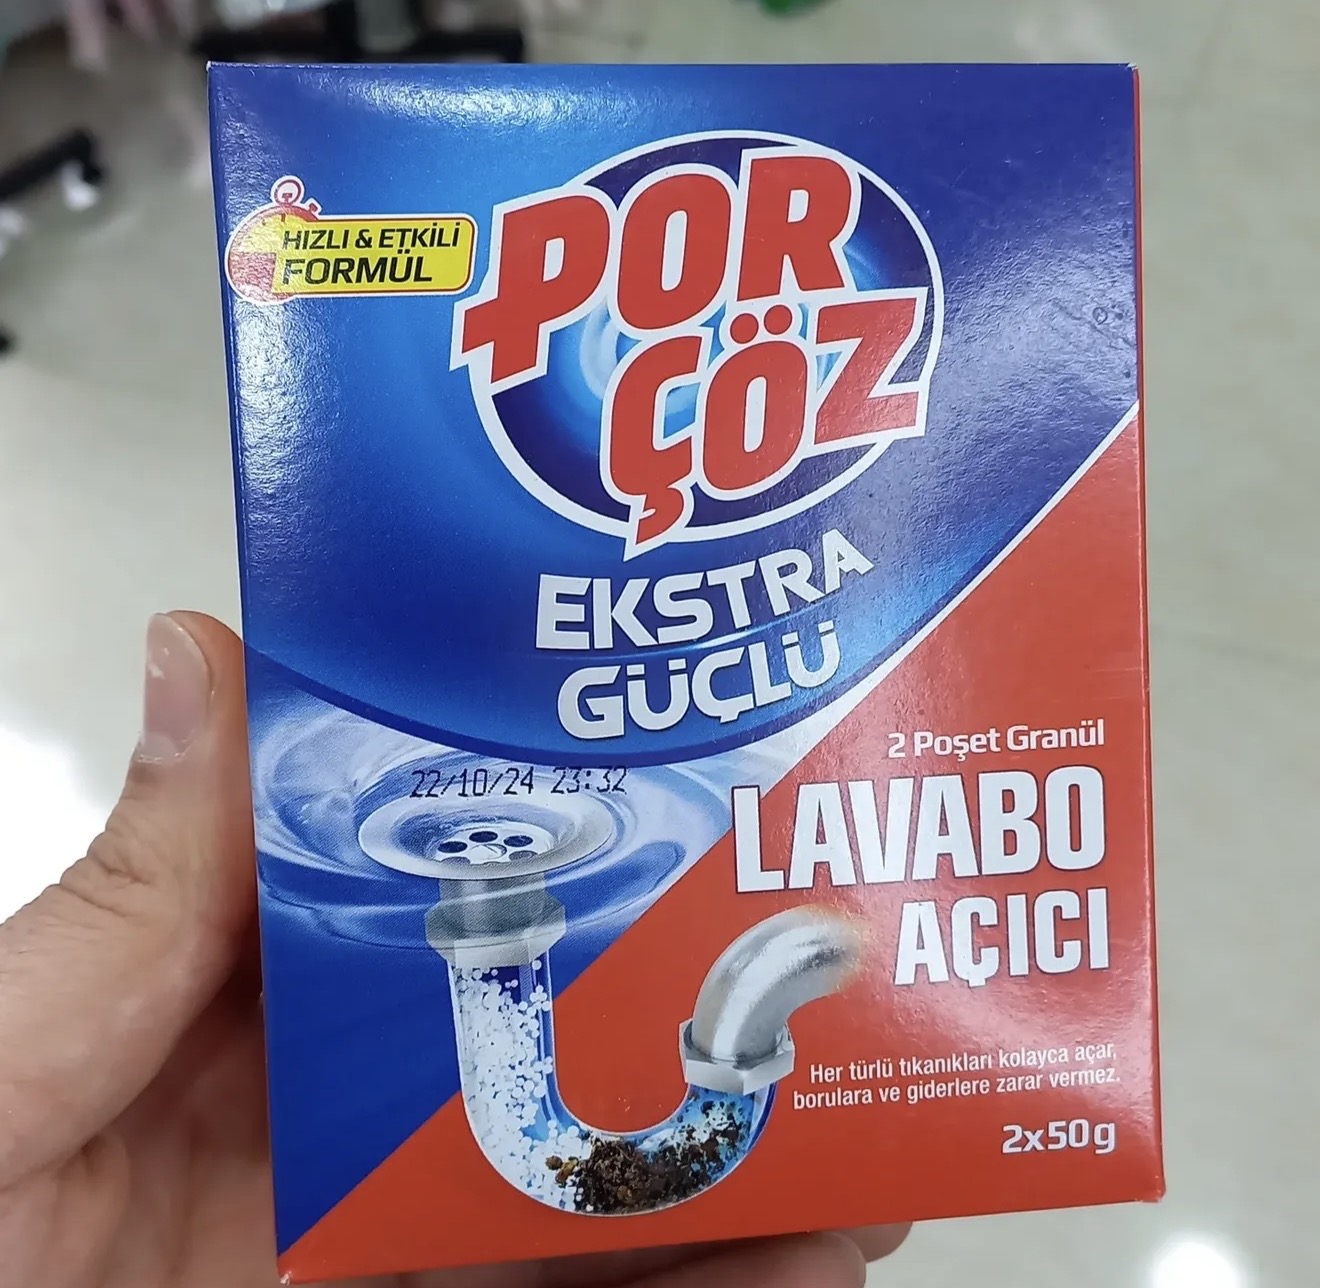 HIZLI & ETKİLİ
FORMÜL
POR
ÇÖZ
EKSTRA
GÜÇLÜ
22/10/24 23:32
2 Poşet Granül
LAVABO
AÇICI
Her türlü tıkanıkları kolayca açar,
borulara ve giderlere zarar vermez.
2x50g